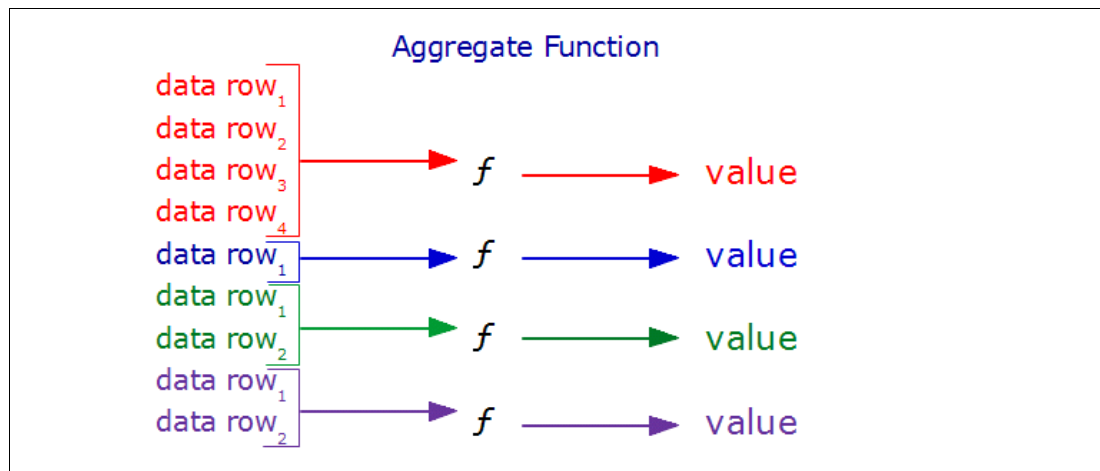 Aggregate Function
data row1
data row2
data row3 f value
data row4
data row1 f value
data row1
data row2 f value
data row1
data row2 f value